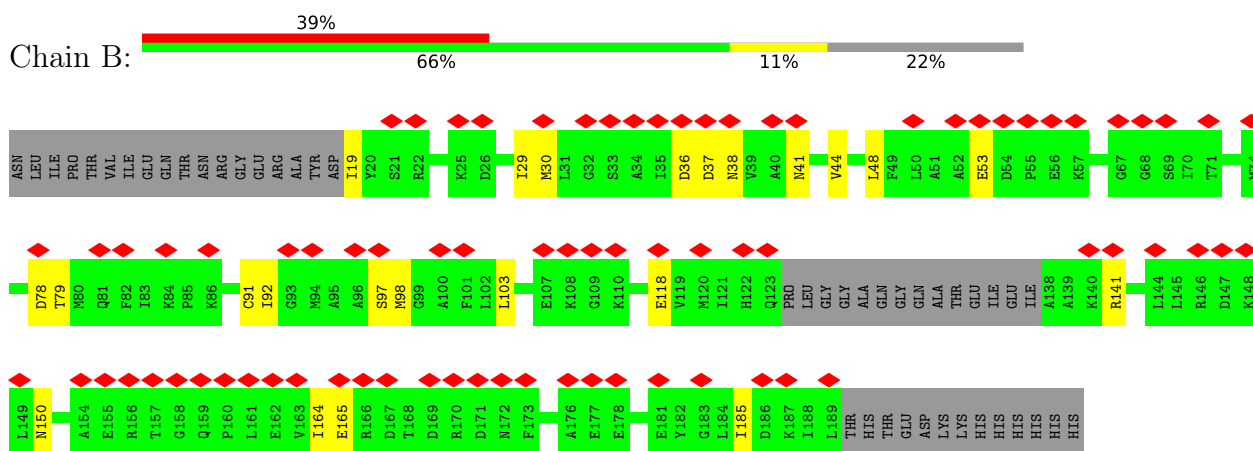 39%
Chain B:
66% 11% 22%
ASN LEU ILE PRO THR VAL ILE GLU GLN THR ASN ARG GLY GLU ARG ALA TYR ASP I19 Y20 S21 R22 K25 D26 I29 M30 L31 G32 S33 A34 I35 D36 D37 N38 V39 A40 N41 V44 L48 F49 L50 A51 A52 E53 D54 P55 E56 K57 G67 G68 S69 I70 T71
D78 T79 M80 Q81 F82 I83 K84 P85 K86 C91 I92 G93 M94 A95 A96 S97 M98 G99 A100 F101 L102 L103 E107 K108 G109 K110 E118 V119 M120 I121 H122 Q123 PRO LEU GLY GLY ALA GLN GLY GLN ALA THR GLU ILE GLU ILE A138 A139 K140 R141 L144 L145 R146 D147 K148
L149 N150 A154 E155 R156 T157 G158 Q159 P160 L161 E162 V163 I164 E165 R166 D167 T168 D169 R170 D171 N172 F173 A176 E177 E178 E181 Y182 G183 L184 I185 D186 K187 I188 L189 THR HIS THR GLU ASP LYS LYS HIS HIS HIS HIS HIS HIS